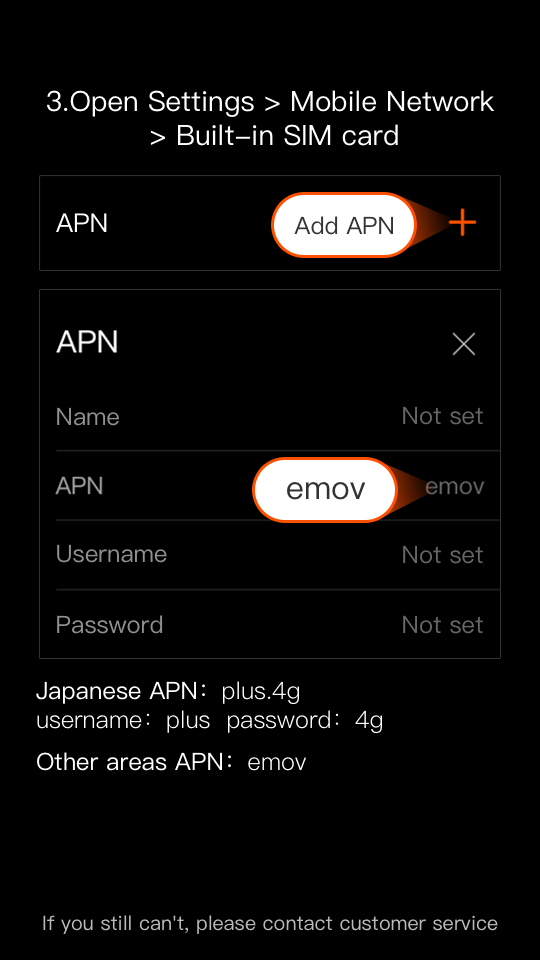 3.Open Settings > Mobile Network
> Built-in SIM card
APN Add APN +
APN
Name Not set
APN emov emov
Username Not set
Password Not set
Japanese APN： plus.4g
username： plus password： 4g
Other areas APN： emov
If you still can't, please contact customer service